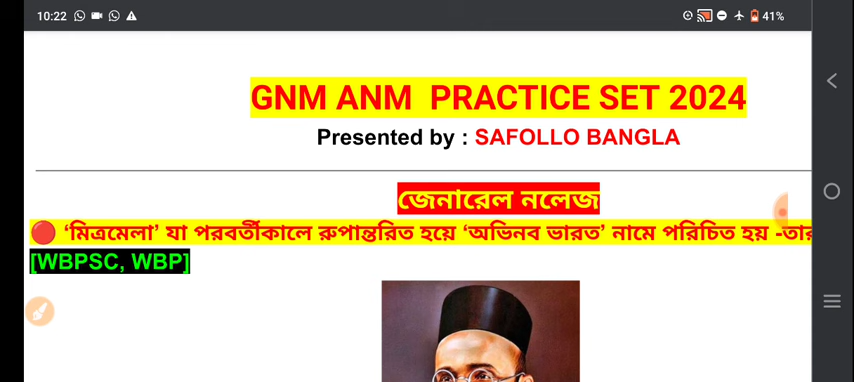 10:22 41%
GNM ANM PRACTICE SET 2024
Presented by : SAFOLLO BANGLA
জেনারেল নলেজ
🔴 ‘মিত্রমেলা’ যা পরবর্তীকালে রুপান্তরিত হয়ে ‘অভিনব ভারত’ নামে পরিচিত হয় -তার
[WBPSC, WBP]